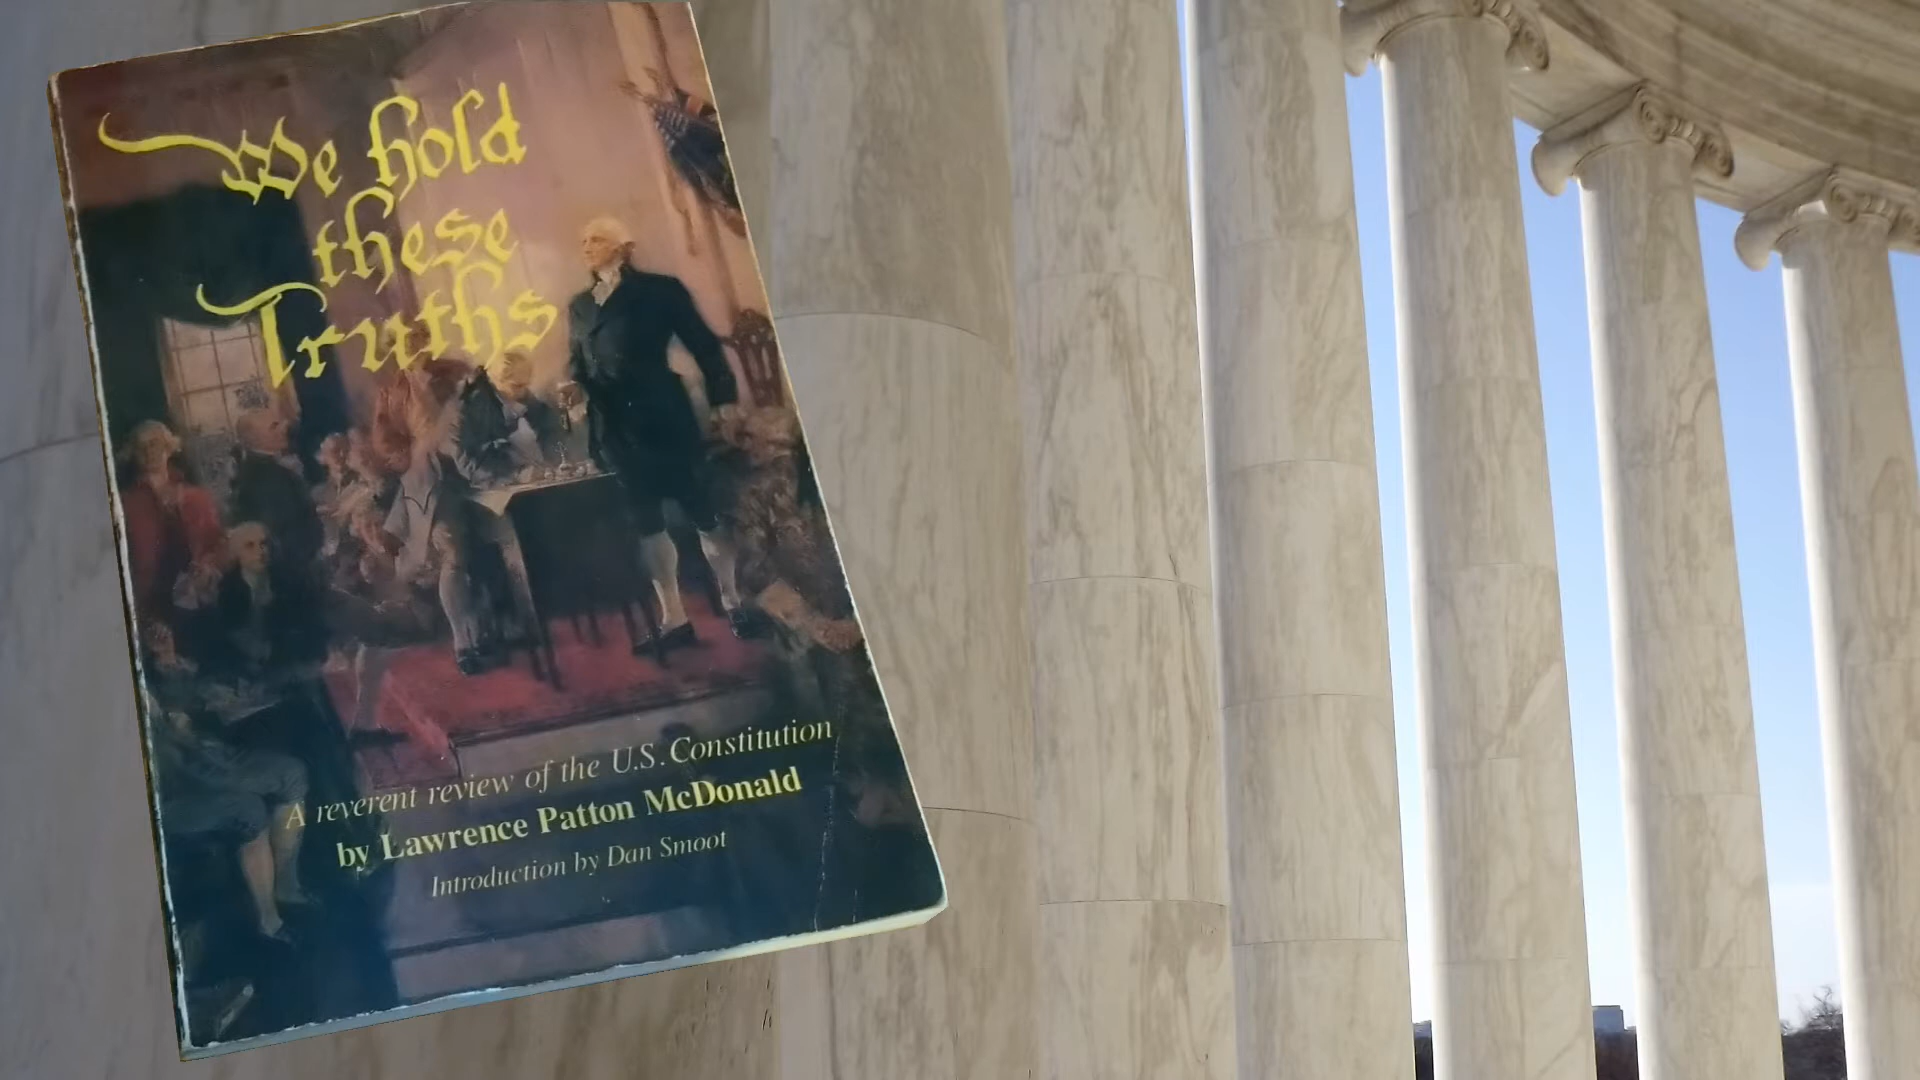 We hold
these
Truths
A reverent review of the U.S. Constitution
by Lawrence Patton McDonald
Introduction by Dan Smoot